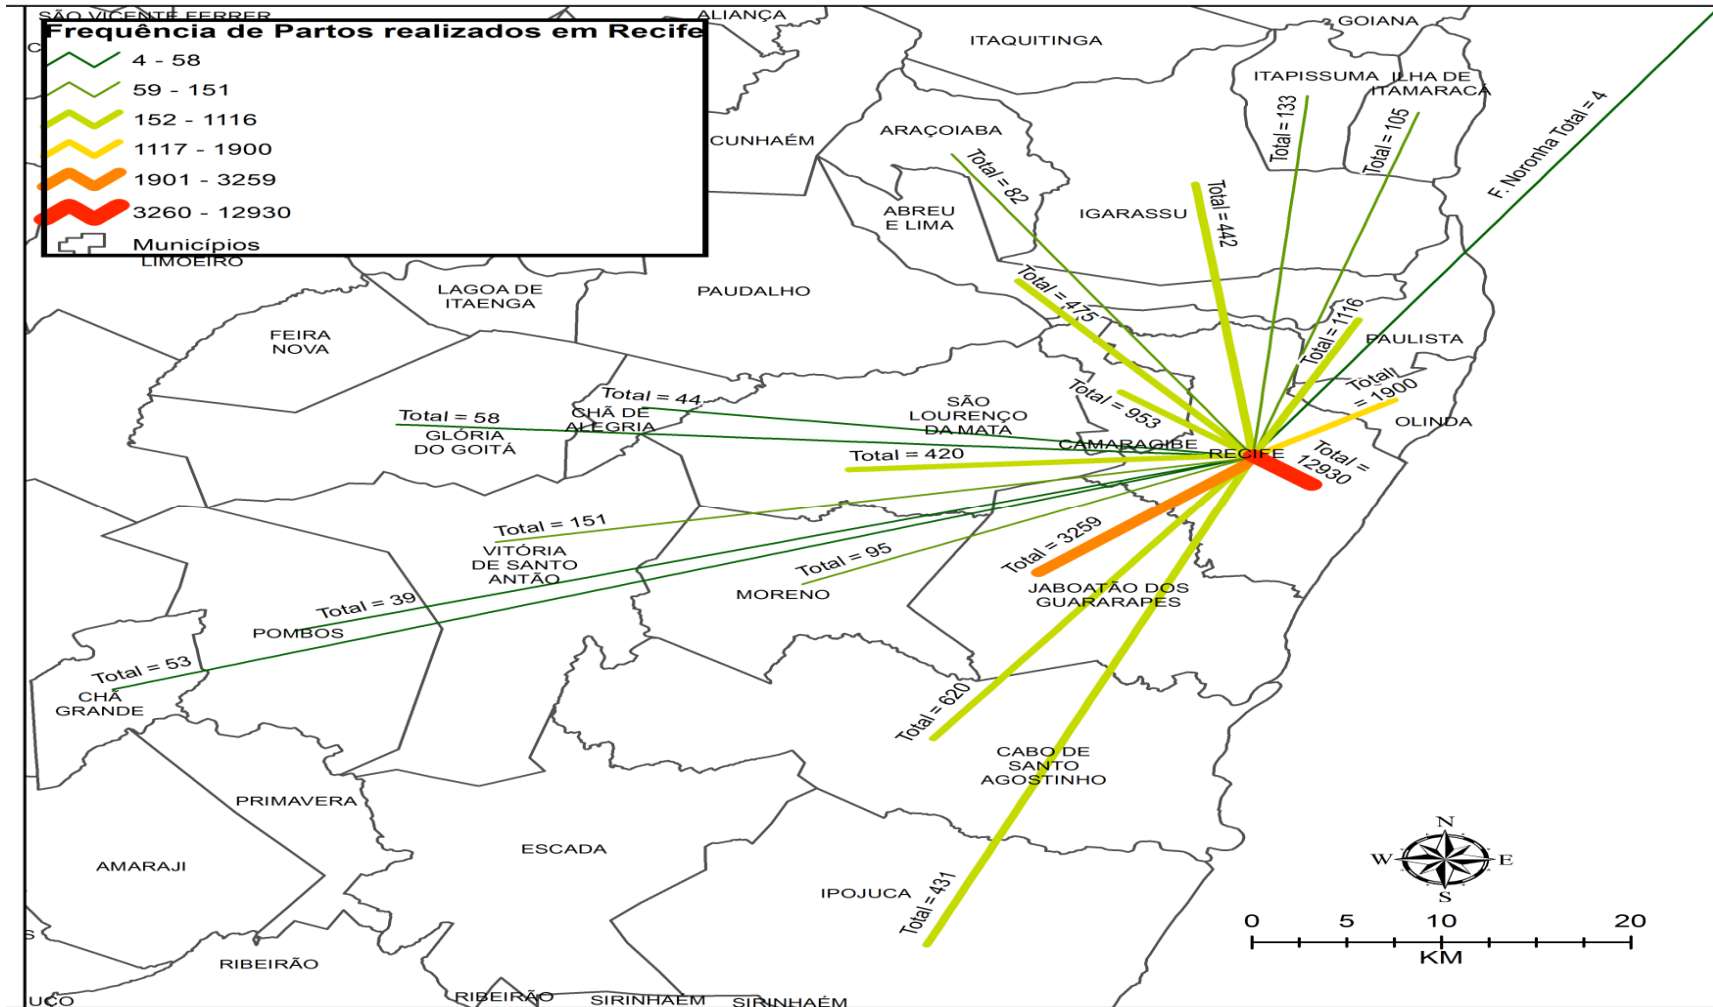 SÃO VICENTE FERRER
ALIANÇA
GOIANA
Frequência de Partos realizados em Recife
4 - 58
59 - 151
152 - 1116
1117 - 1900
1901 - 3259
3260 - 12930
Municípios
LIMOEIRO
ITAQUITINGA
ITAPISSUMA
ILHA DE
ITAMARACÁ
CUNHAÉM
ARAÇOIABA
Total = 133
Total = 105
F. Noronha Total = 4
Total = 82
ABREU
E LIMA
IGARASSU
Total = 442
LAGOA DE
ITAENGA
PAUDALHO
Total = 475
Total = 1116
FEIRA
NOVA
PAULISTA
Total
= 1900
Total = 44
Total = 58
CHÃ DE
ALEGRIA
GLÓRIA
DO GOITÁ
SÃO
LOURENÇO
DA MATA
Total = 953
OLINDA
CAMARAGIBE
RECIFE
Total = 420
Total =
12930
Total = 151
VITÓRIA
DE SANTO
ANTÃO
Total = 95
MORENO
Total = 3259
JABOATÃO DOS
GUARARAPES
Total = 39
POMBOS
Total = 53
CHÃ
GRANDE
Total = 620
CABO DE
SANTO
AGOSTINHO
PRIMAVERA
AMARAJI
ESCADA
IPOJUCA
Total = 431
N
W
E
S
0 5 10 20
KM
S
RIBEIRÃO
UÇO
RIBEIRÃO
SIRINHAÉM
SIRINHAÉM